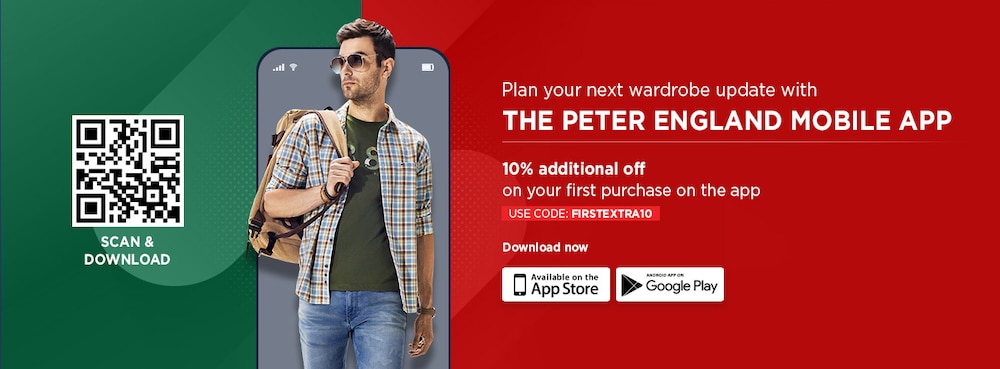 SCAN &
DOWNLOAD
Plan your next wardrobe update with
THE PETER ENGLAND MOBILE APP
10% additional off
on your first purchase on the app
USE CODE: FIRSTEXTRA10
Download now
Available on the
App Store
ANDROID APP ON
Google Play